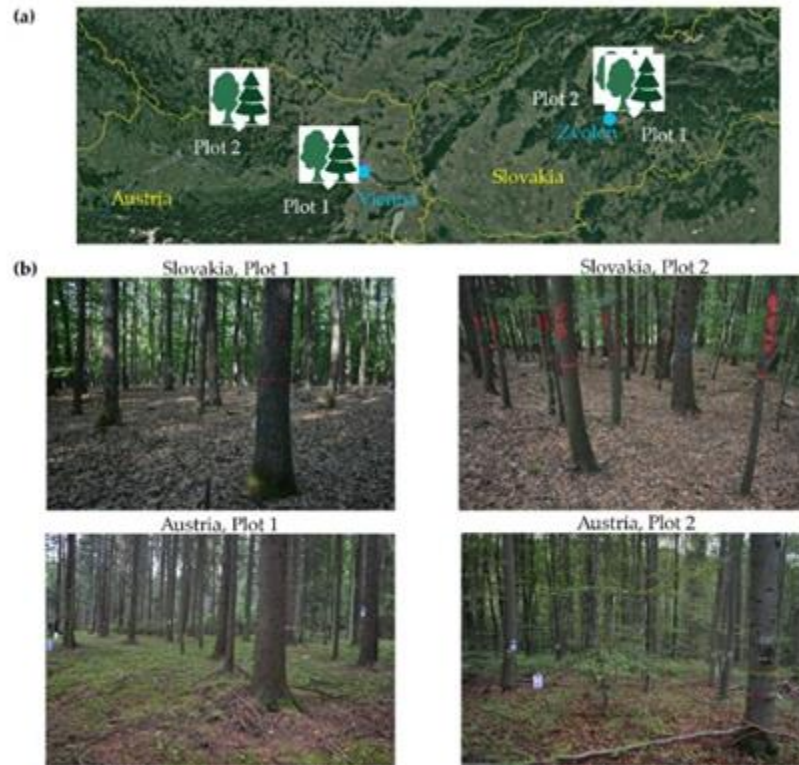 (a)
Plot 2
Plot 2
Zvolen
Plot 1
Slovakia
Austria
Plot 1
Vienna
(b)
Slovakia, Plot 1
Slovakia, Plot 2
Austria, Plot 1
Austria, Plot 2